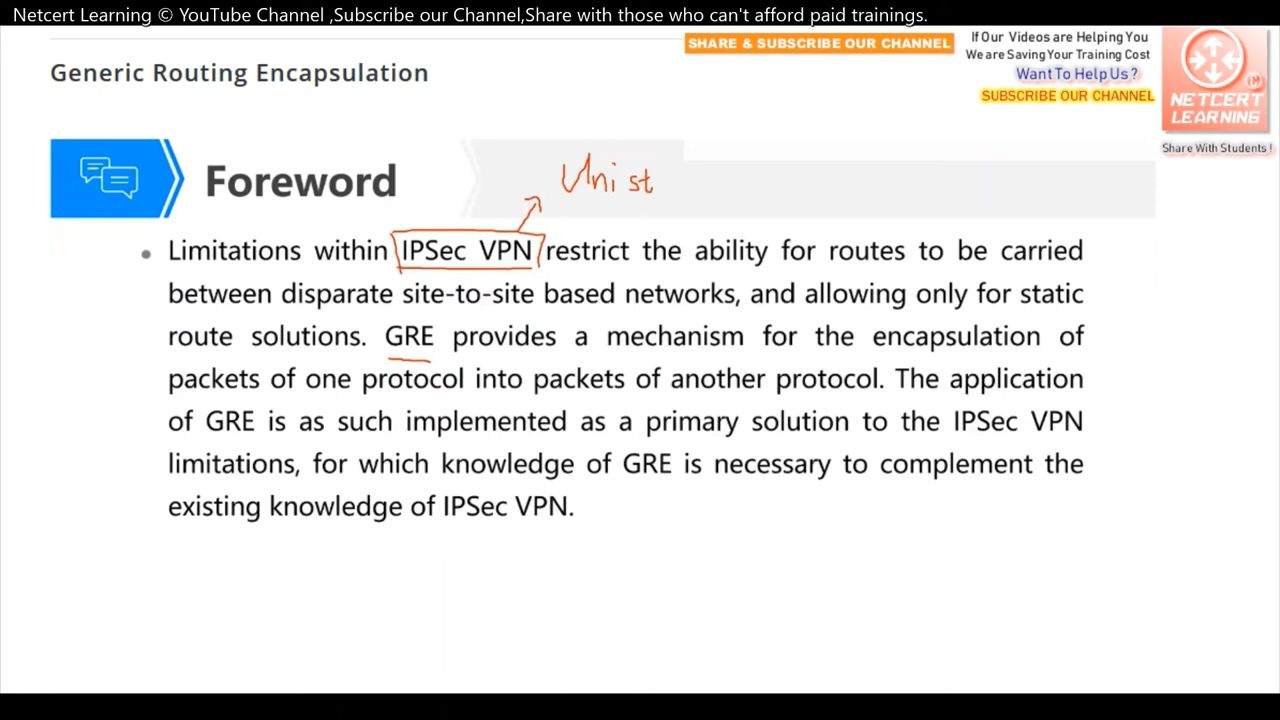 Netcert Learning © YouTube Channel ,Subscribe our Channel,Share with those who can't afford paid trainings.
SHARE & SUBSCRIBE OUR CHANNEL
If Our Videos are Helping You
We are Saving Your Training Cost
Want To Help Us?
SUBSCRIBE OUR CHANNEL
©
NETCERT
LEARNING
Share With Students !
Generic Routing Encapsulation
Foreword
Uni st
• Limitations within IPSec VPN restrict the ability for routes to be carried
between disparate site-to-site based networks, and allowing only for static
route solutions. GRE provides a mechanism for the encapsulation of
packets of one protocol into packets of another protocol. The application
of GRE is as such implemented as a primary solution to the IPSec VPN
limitations, for which knowledge of GRE is necessary to complement the
existing knowledge of IPSec VPN.